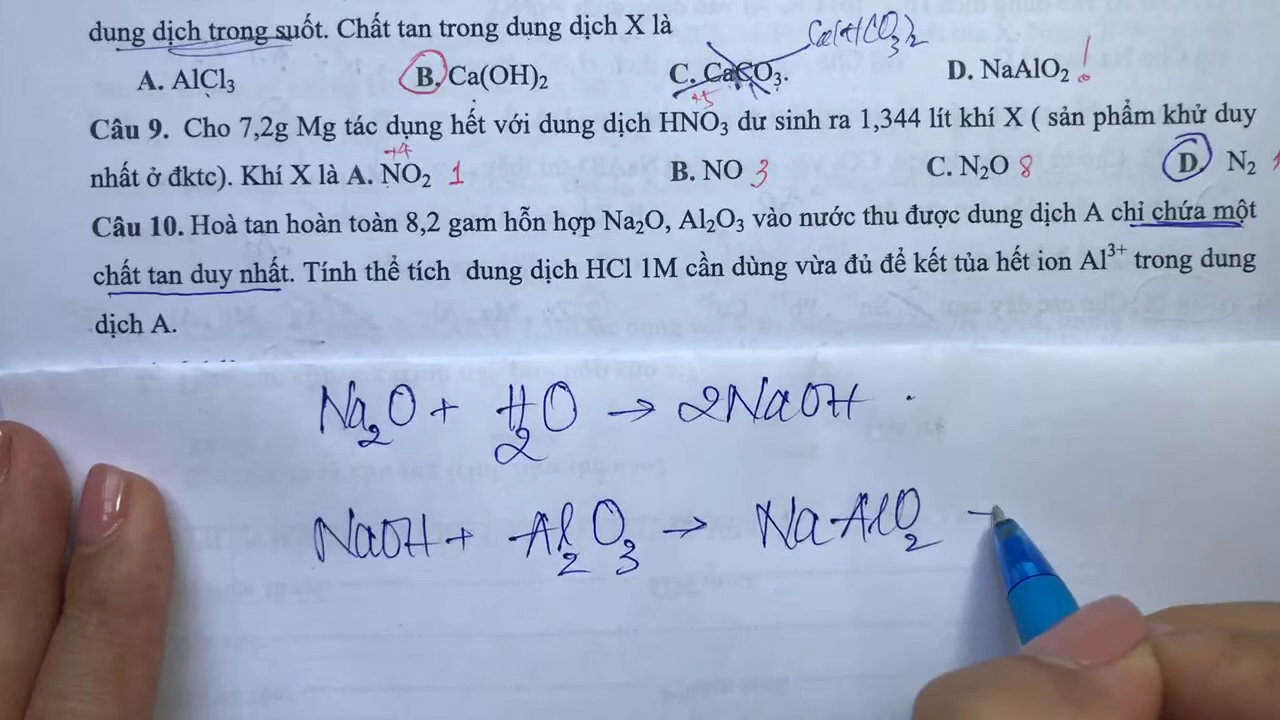 dung dịch trong suốt. Chất tan trong dung dịch X là
Ca(HCO3)2
A. AlCl3 B. Ca(OH)2 C. CaCO3. D. NaAlO2 !
+5
Câu 9. Cho 7,2g Mg tác dụng hết với dung dịch HNO3 dư sinh ra 1,344 lít khí X ( sản phẩm khử duy
+4
nhất ở đktc). Khí X là A. NO2 1 B. NO 3 C. N2O 8 D. N2
Câu 10. Hoà tan hoàn toàn 8,2 gam hỗn hợp Na2O, Al2O3 vào nước thu được dung dịch A chỉ chứa một
chất tan duy nhất. Tính thể tích dung dịch HCl 1M cần dùng vừa đủ để kết tủa hết ion Al3+ trong dung
dịch A.
Na2O + H2O → 2NaOH
NaOH + Al2O3 → NaAlO2